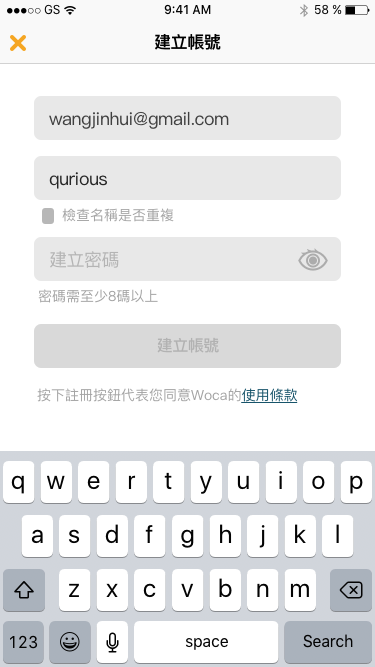 GS 9:41 AM 58 %
建立帳號
wangjinhui@gmail.com
qurious
檢查名稱是否重複
建立密碼
密碼需至少8碼以上
建立帳號
按下註冊按鈕代表您同意Woca的使用條款
q w e r t y u i o p
a s d f g h j k l
z x c v b n m
123 space Search